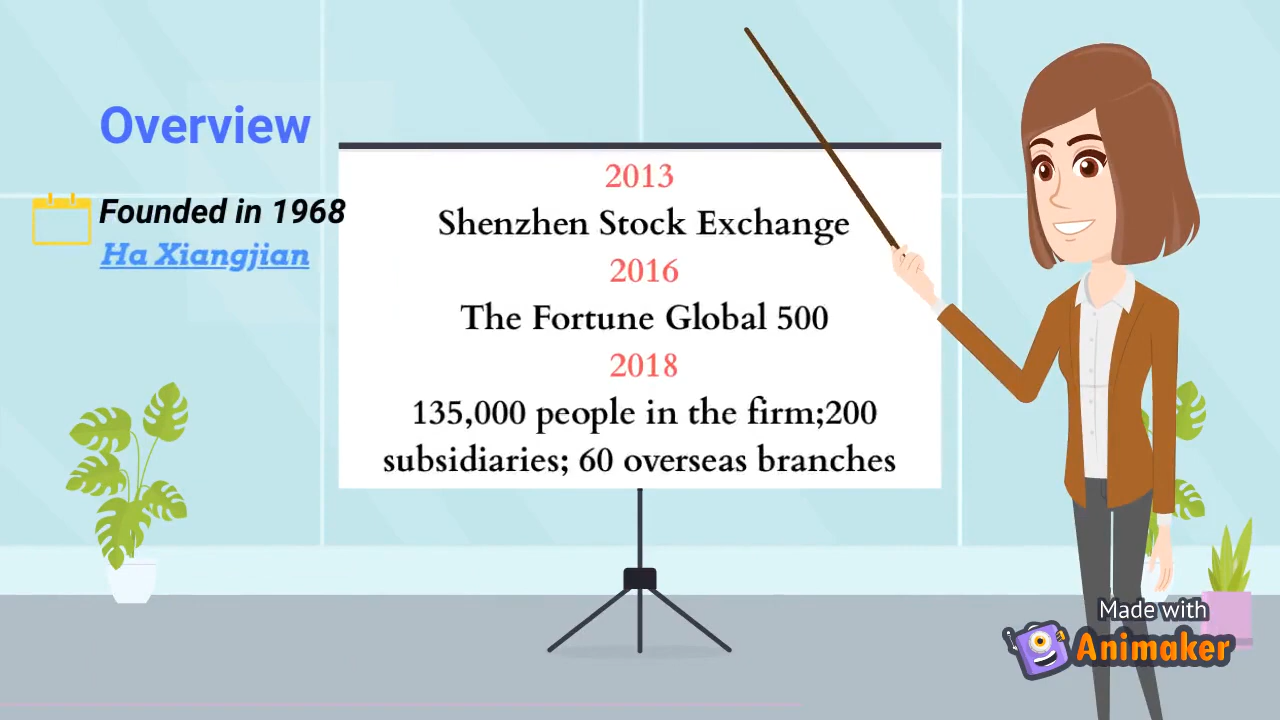 Overview
Founded in 1968
Ha Xiangjian
2013
Shenzhen Stock Exchange
2016
The Fortune Global 500
2018
135,000 people in the firm;200
subsidiaries; 60 overseas branches
Made with
Animaker